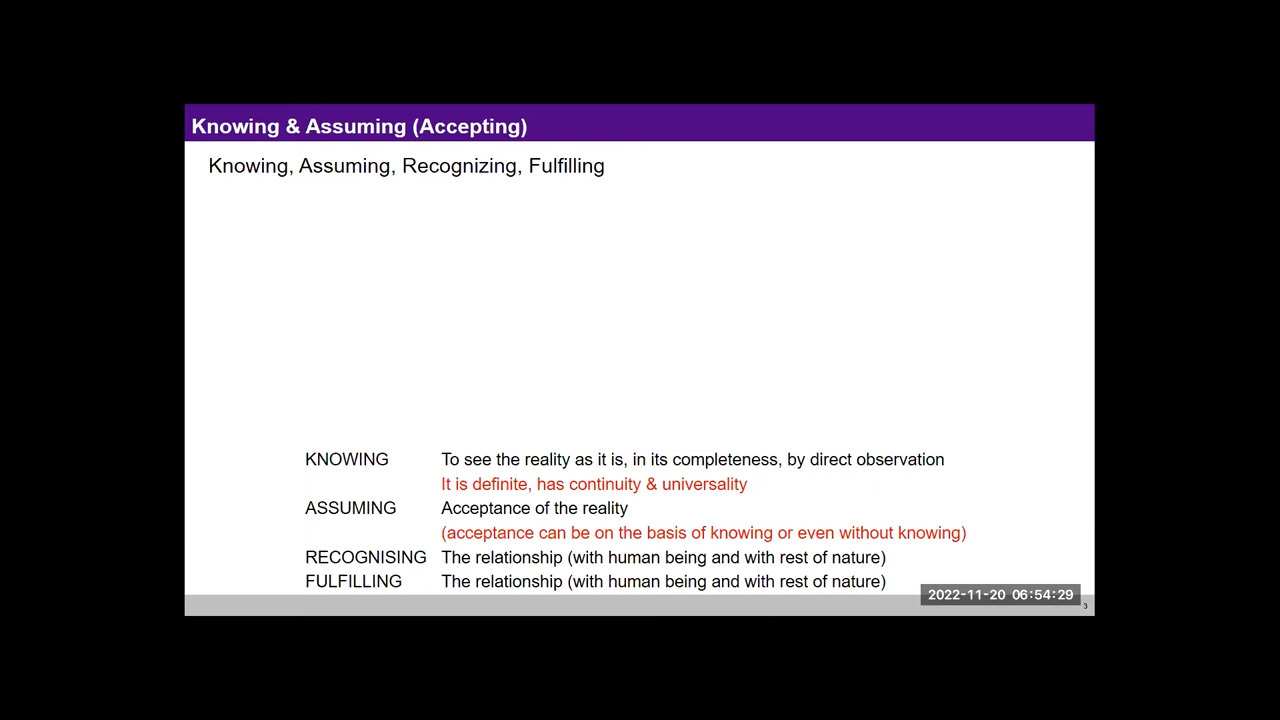 Knowing & Assuming (Accepting)
Knowing, Assuming, Recognizing, Fulfilling
KNOWING To see the reality as it is, in its completeness, by direct observation
It is definite, has continuity & universality
ASSUMING Acceptance of the reality
(acceptance can be on the basis of knowing or even without knowing)
RECOGNISING The relationship (with human being and with rest of nature)
FULFILLING The relationship (with human being and with rest of nature)
2022-11-20 06:54:29
3